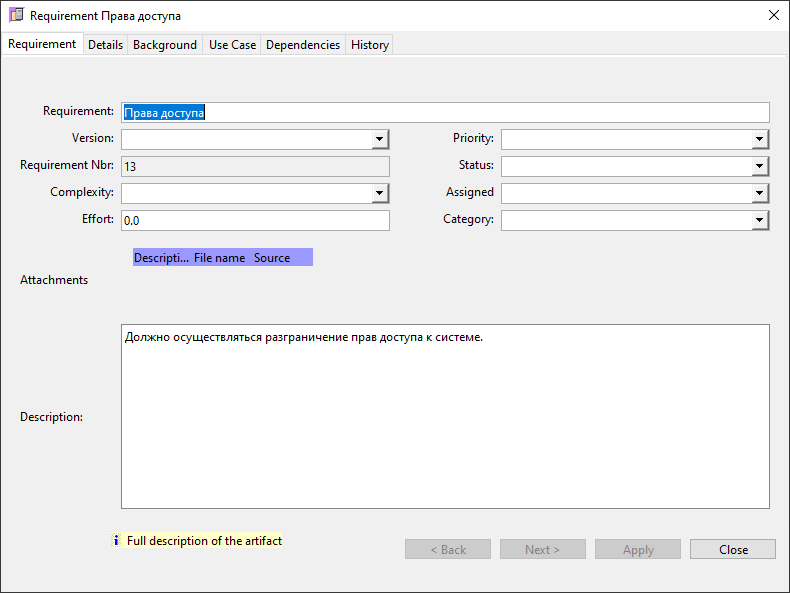 Requirement Права доступа
Requirement Details Background Use Case Dependencies History
Requirement: Права доступа
Version: Priority:
Requirement Nbr: 13 Status:
Complexity: Assigned
Effort: 0.0 Category:
Descripti... File name Source
Attachments
Должно осуществляться разграничение прав доступа к системе.
Description:
Full description of the artifact
< Back Next > Apply Close